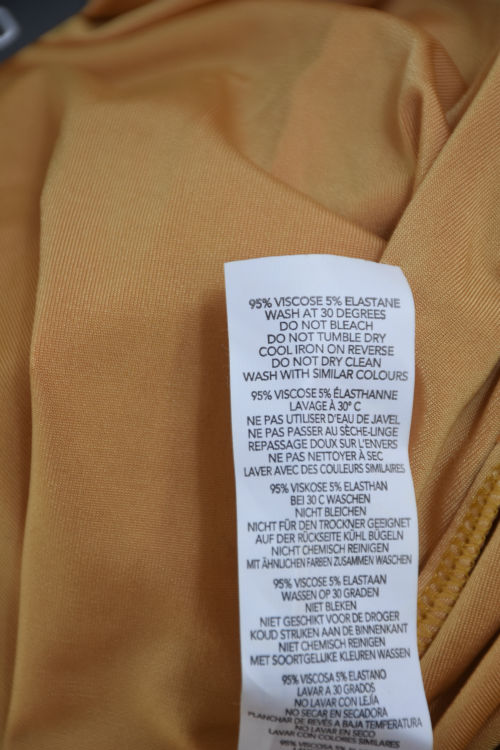 95% VISCOSE 5% ELASTANE
WASH AT 30 DEGREES
DO NOT BLEACH
DO NOT TUMBLE DRY
COOL IRON ON REVERSE
DO NOT DRY CLEAN
WASH WITH SIMILAR COLOURS
95% VISCOSE 5% ÉLASTHANNE
LAVAGE À 30° C
NE PAS UTILISER D'EAU DE JAVEL
NE PAS PASSER AU SÈCHE-LINGE
REPASSAGE DOUX SUR L'ENVERS
NE PAS NETTOYER À SEC
LAVER AVEC DES COULEURS SIMILAIRES
95% VISKOSE 5% ELASTHAN
BEI 30 C WASCHEN
NICHT BLEICHEN
NICHT FÜR DEN TROCKNER GEEIGNET
AUF DER RÜCKSEITE KÜHL BÜGELN
NICHT CHEMISCH REINIGEN
MIT ÄHNLICHEN FARBEN ZUSAMMEN WASCHEN
95% VISCOSE 5% ELASTAAN
WASSEN OP 30 GRADEN
NIET BLEKEN
NIET GESCHIKT VOOR DE DROGER
KOUD STRIJKEN AAN DE BINNENKANT
NIET CHEMISCH REINIGEN
MET SOORTGELIJKE KLEUREN WASSEN
95% VISCOSA 5% ELASTANO
LAVAR A 30 GRADOS
NO LAVAR CON LEJÍA
NO SECAR EN SECADORA
PLANCHAR DE REVÉS A BAJA TEMPERATURA
NO LAVAR EN SECO
LAVAR CON COLORES SIMILARES